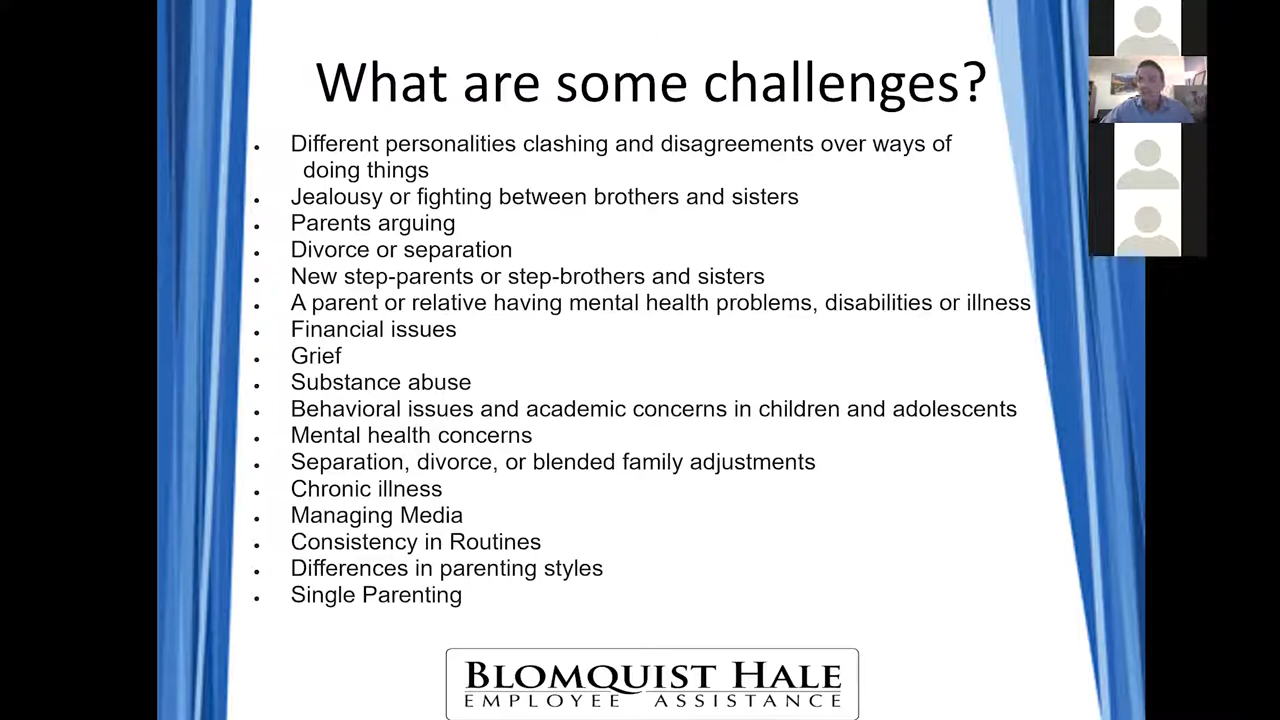 What are some challenges?
• Different personalities clashing and disagreements over ways of
doing things
• Jealousy or fighting between brothers and sisters
• Parents arguing
• Divorce or separation
• New step-parents or step-brothers and sisters
• A parent or relative having mental health problems, disabilities or illness
• Financial issues
• Grief
• Substance abuse
• Behavioral issues and academic concerns in children and adolescents
• Mental health concerns
• Separation, divorce, or blended family adjustments
• Chronic illness
• Managing Media
• Consistency in Routines
• Differences in parenting styles
• Single Parenting
BLOMQUIST HALE
EMPLOYEE ASSISTANCE